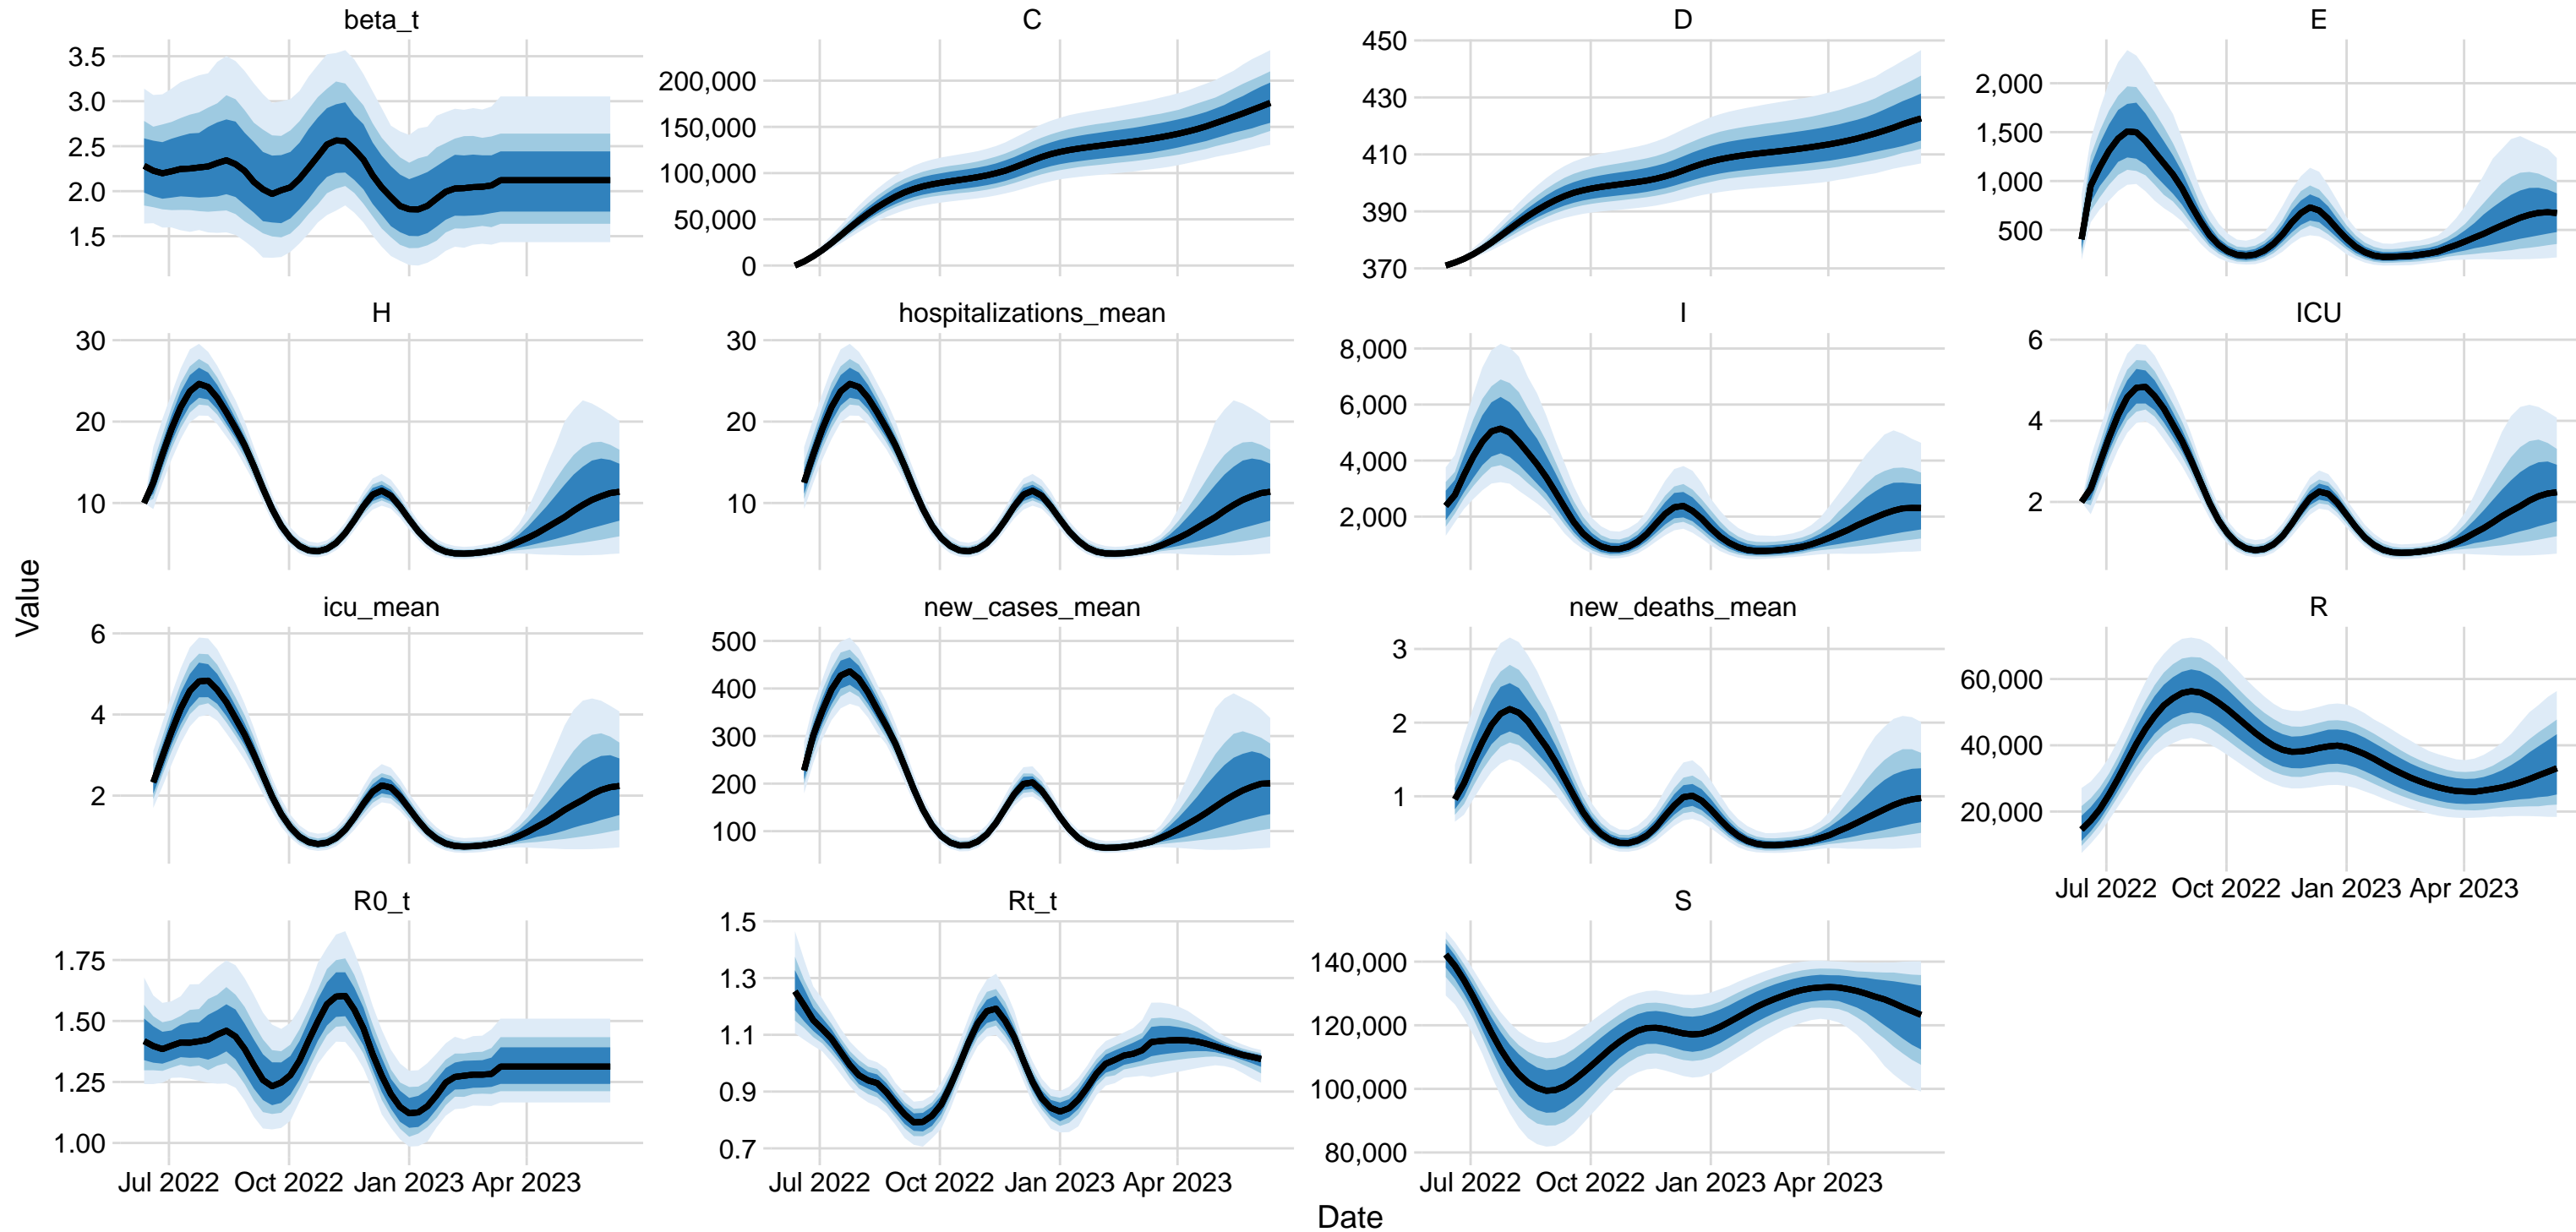 beta_t
C
D
E
3.5
3.0
2.5
2.0
1.5
200,000
150,000
100,000
50,000
0
450
430
410
390
370
2,000
1,500
1,000
500
H
hospitalizations_mean
I
ICU
30
20
10
30
20
10
8,000
6,000
4,000
2,000
6
4
2
Value
icu_mean
new_cases_mean
new_deaths_mean
R
6
4
2
500
400
300
200
100
3
2
1
60,000
40,000
20,000
Jul 2022 Oct 2022 Jan 2023 Apr 2023
R0_t
Rt_t
S
1.75
1.50
1.25
1.00
1.5
1.3
1.1
0.9
0.7
140,000
120,000
100,000
80,000
Jul 2022 Oct 2022 Jan 2023 Apr 2023
Jul 2022 Oct 2022 Jan 2023 Apr 2023
Jul 2022 Oct 2022 Jan 2023 Apr 2023
Date